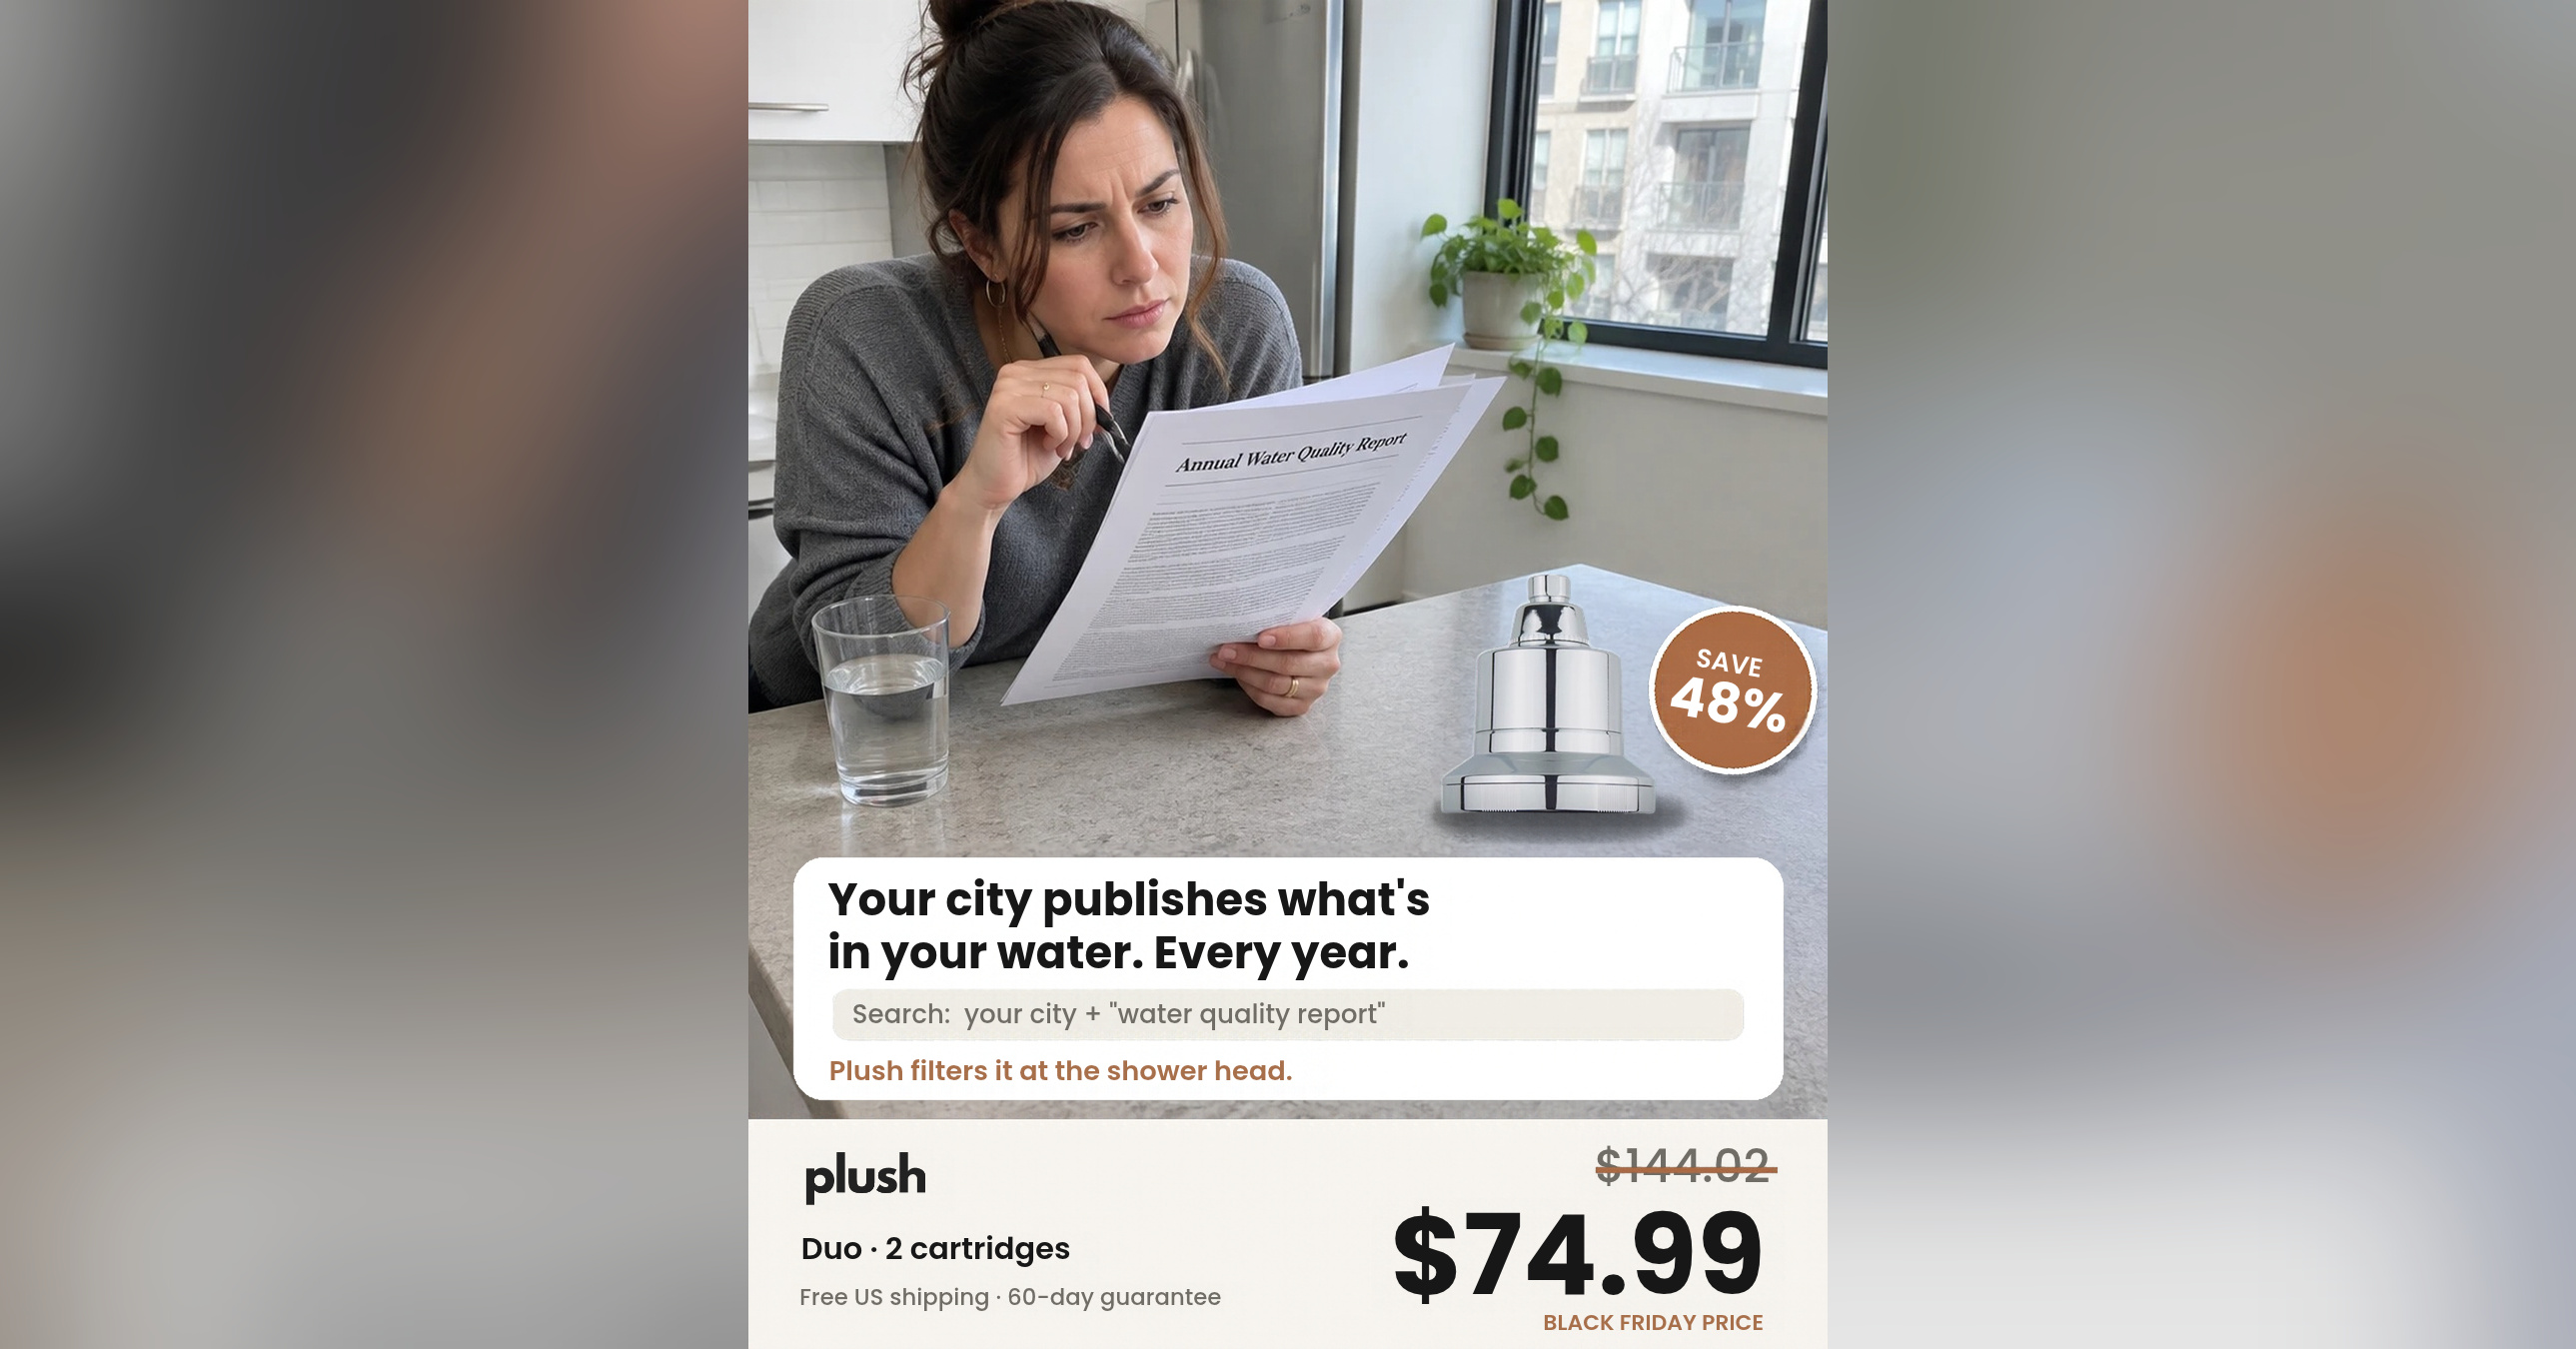 Annual Water Quality Report
SAVE
48%
Your city publishes what's
in your water. Every year.
Search: your city + "water quality report"
Plush filters it at the shower head.
plush
Duo · 2 cartridges
Free US shipping · 60-day guarantee
$144.02
$74.99
BLACK FRIDAY PRICE